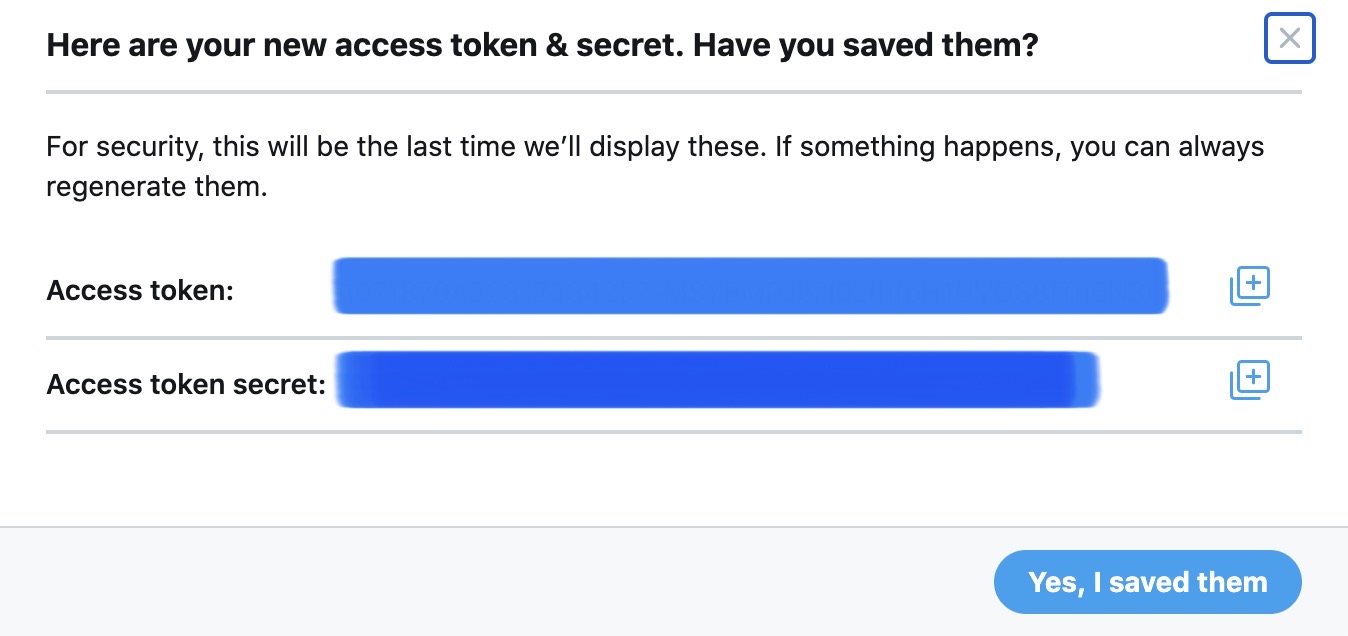 Here are your new access token & secret. Have you saved them?
For security, this will be the last time we’ll display these. If something happens, you can always
regenerate them.
Access token:
Access token secret:
Yes, I saved them